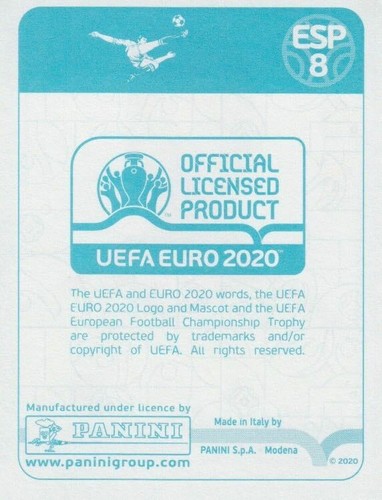 ESP
8
OFFICIAL
LICENSED
PRODUCT
UEFA EURO 2020™
The UEFA and EURO 2020 words, the UEFA
EURO 2020 Logo and Mascot and the UEFA
European Football Championship Trophy
are protected by trademarks and/or
copyright of UEFA. All rights reserved.
Manufactured under licence by
PANINI
www.paninigroup.com
Made in Italy by
PANINI S.p.A. Modena
© 2020